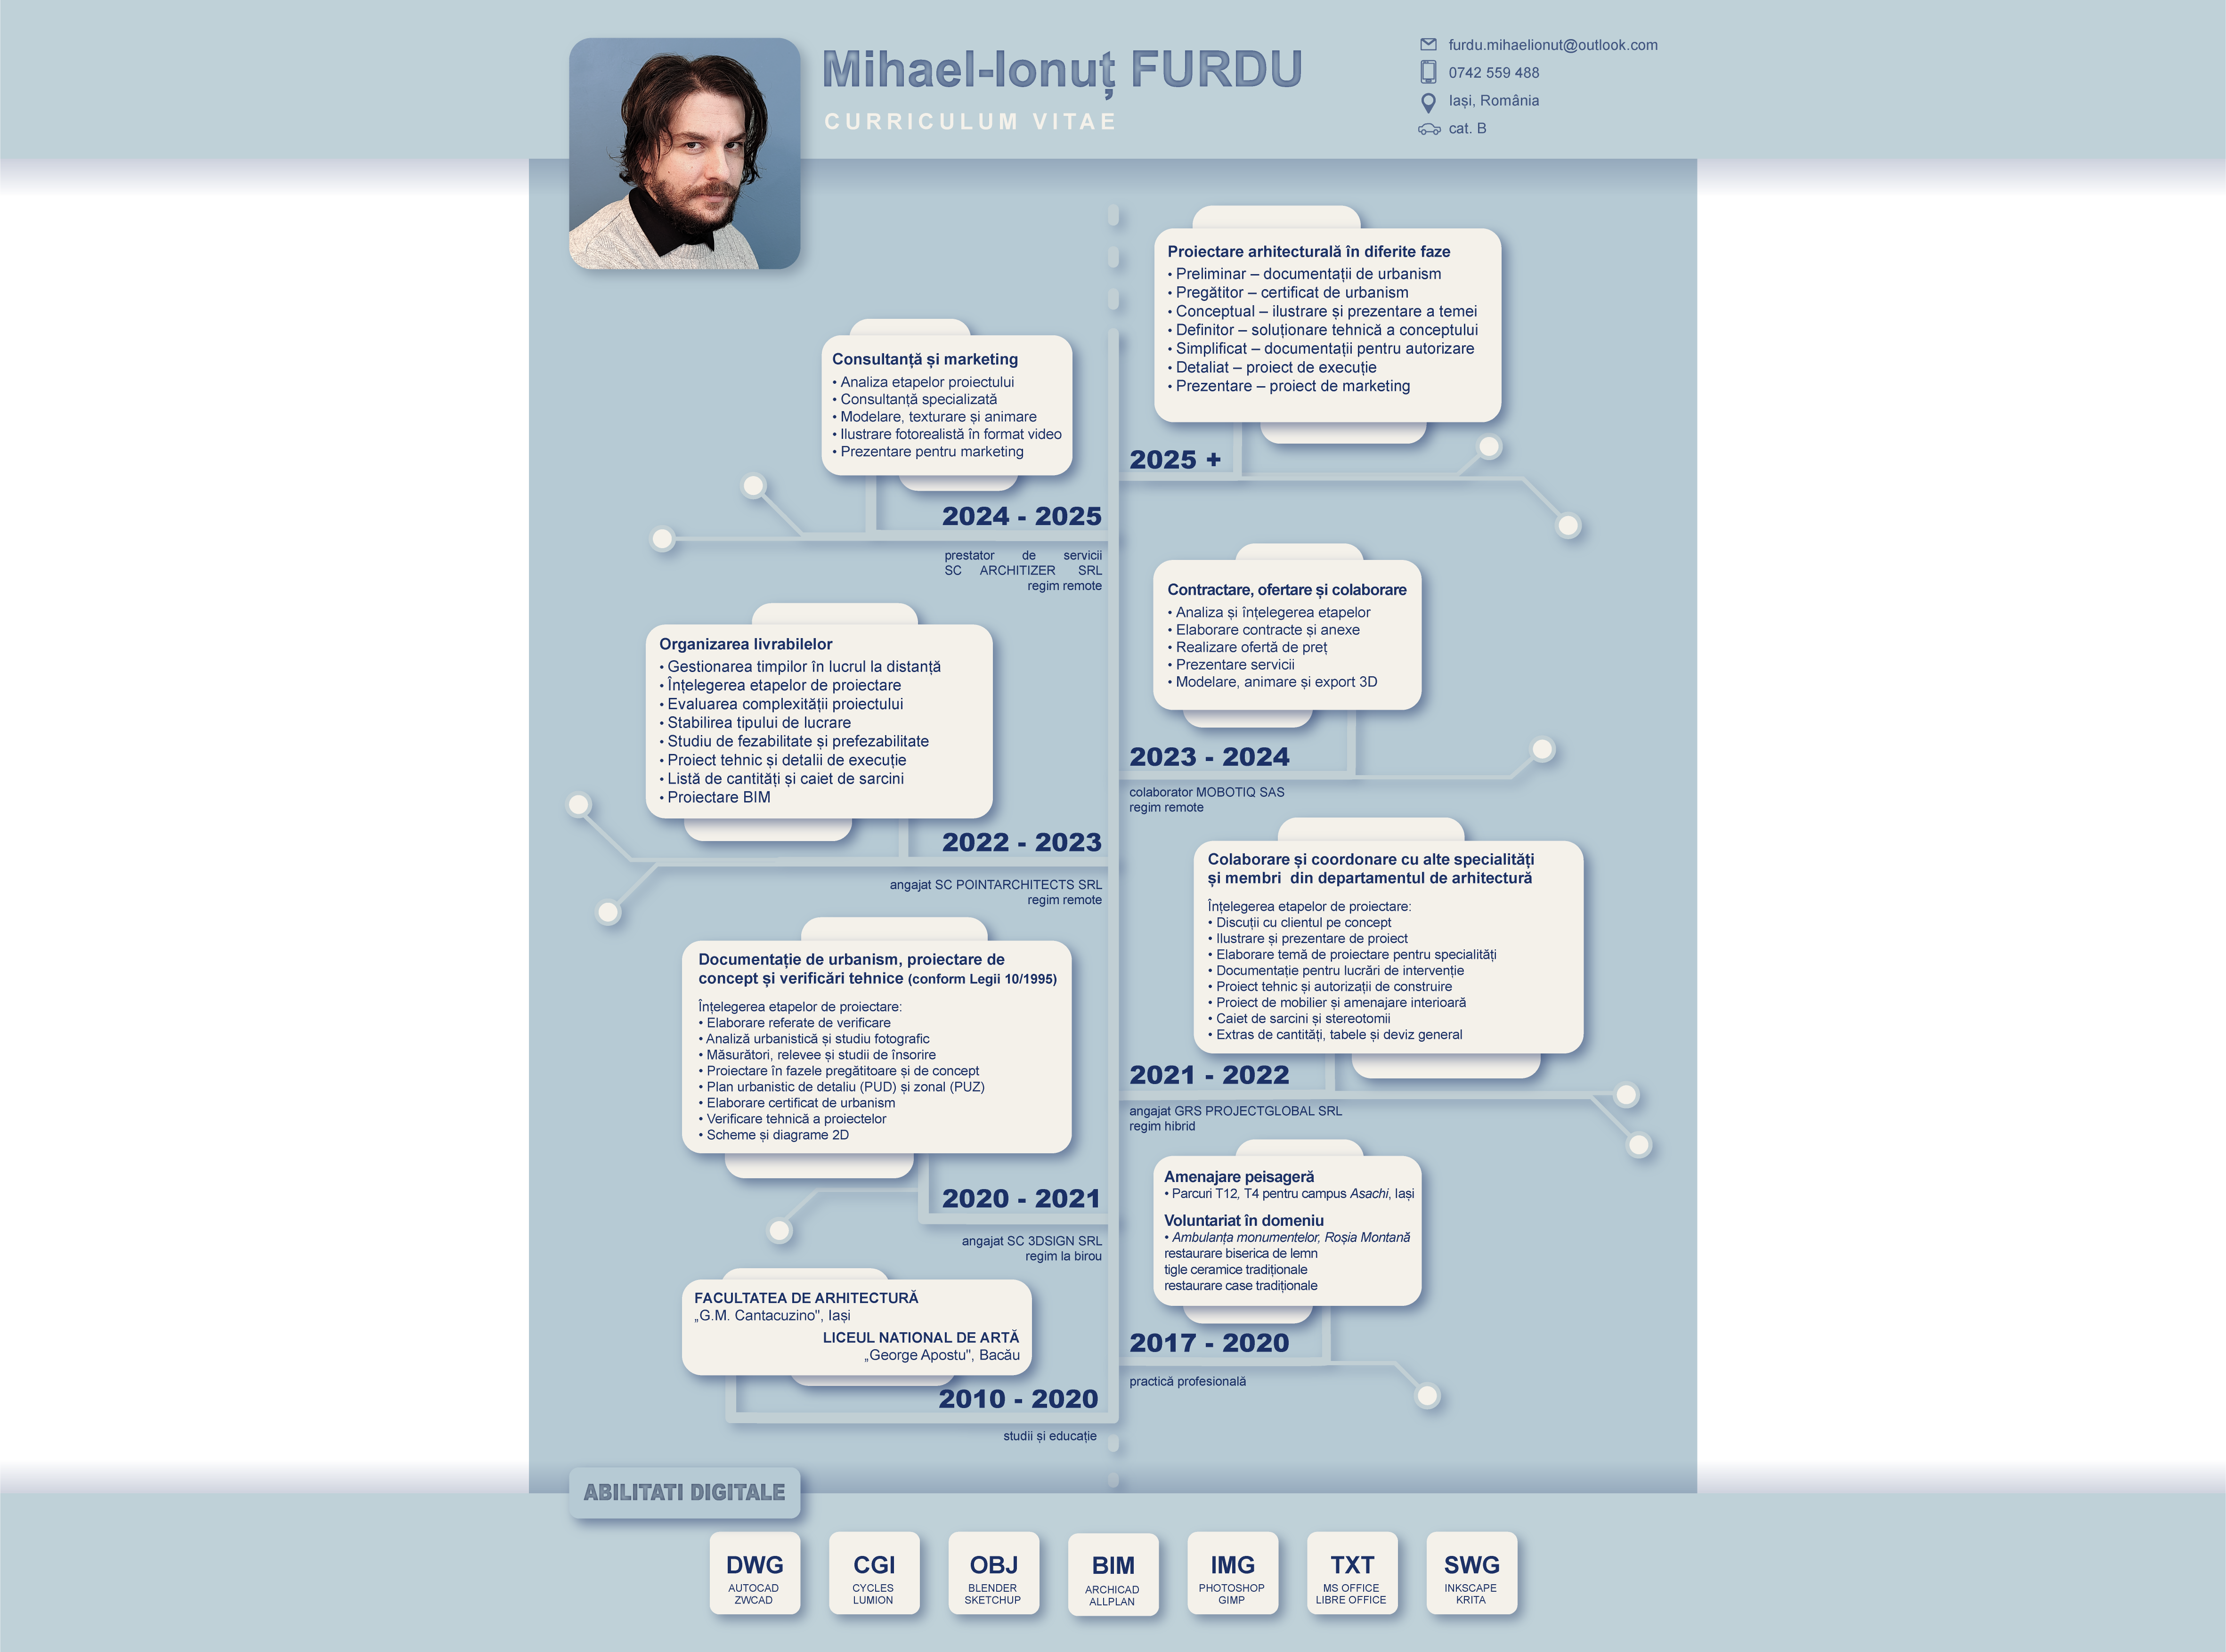 Mihael-Ionuț FURDU
CURRICULUM VITAE
furdu.mihaelionut@outlook.com
0742 559 488
Iași, România
cat. B
Proiectare arhitecturală în diferite faze
• Preliminar – documentații de urbanism
• Pregătitor – certificat de urbanism
• Conceptual – ilustrare și prezentare a temei
• Definitor – soluționare tehnică a conceptului
• Simplificat – documentații pentru autorizare
• Detaliat – proiect de execuție
• Prezentare – proiect de marketing
2025 +
Consultanță și marketing
• Analiza etapelor proiectului
• Consultanță specializată
• Modelare, texturare și animare
• Ilustrare fotorealistă în format video
• Prezentare pentru marketing
2024 - 2025
prestator de servicii
SC ARCHITIZER SRL
regim remote
Contractare, ofertare și colaborare
• Analiza și înțelegerea etapelor
• Elaborare contracte și anexe
• Realizare ofertă de preț
• Prezentare servicii
• Modelare, animare și export 3D
2023 - 2024
colaborator MOBOTIQ SAS
regim remote
Organizarea livrabilelor
• Gestionarea timpilor în lucrul la distanță
• Înțelegerea etapelor de proiectare
• Evaluarea complexității proiectului
• Stabilirea tipului de lucrare
• Studiu de fezabilitate și prefezabilitate
• Proiect tehnic și detalii de execuție
• Listă de cantități și caiet de sarcini
• Proiectare BIM
2022 - 2023
angajat SC POINTARCHITECTS SRL
regim remote
Colaborare și coordonare cu alte specialități
și membri din departamentul de arhitectură
Înțelegerea etapelor de proiectare:
• Discuții cu clientul pe concept
• Ilustrare și prezentare de proiect
• Elaborare temă de proiectare pentru specialități
• Documentație pentru lucrări de intervenție
• Proiect tehnic și autorizații de construire
• Proiect de mobilier și amenajare interioară
• Caiet de sarcini și stereotomii
• Extras de cantități, tabele și deviz general
2021 - 2022
angajat GRS PROJECTGLOBAL SRL
regim hibrid
Documentație de urbanism, proiectare de
concept și verificări tehnice (conform Legii 10/1995)
Înțelegerea etapelor de proiectare:
• Elaborare referate de verificare
• Analiză urbanistică și studiu fotografic
• Măsurători, relevee și studii de însorire
• Proiectare în fazele pregătitoare și de concept
• Plan urbanistic de detaliu (PUD) și zonal (PUZ)
• Elaborare certificat de urbanism
• Verificare tehnică a proiectelor
• Scheme și diagrame 2D
2020 - 2021
angajat SC 3DSIGN SRL
regim la birou
Amenajare peisageră
• Parcuri T12, T4 pentru campus Asachi, Iași
Voluntariat în domeniu
• Ambulanța monumentelor, Roșia Montană
restaurare biserica de lemn
tigle ceramice tradiționale
restaurare case tradiționale
2017 - 2020
practică profesională
FACULTATEA DE ARHITECTURĂ
„G.M. Cantacuzino", Iași
LICEUL NATIONAL DE ARTĂ
„George Apostu", Bacău
2010 - 2020
studii și educație
ABILITATI DIGITALE
DWG
AUTOCAD
ZWCAD
CGI
CYCLES
LUMION
OBJ
BLENDER
SKETCHUP
BIM
ARCHICAD
ALLPLAN
IMG
PHOTOSHOP
GIMP
TXT
MS OFFICE
LIBRE OFFICE
SWG
INKSCAPE
KRITA